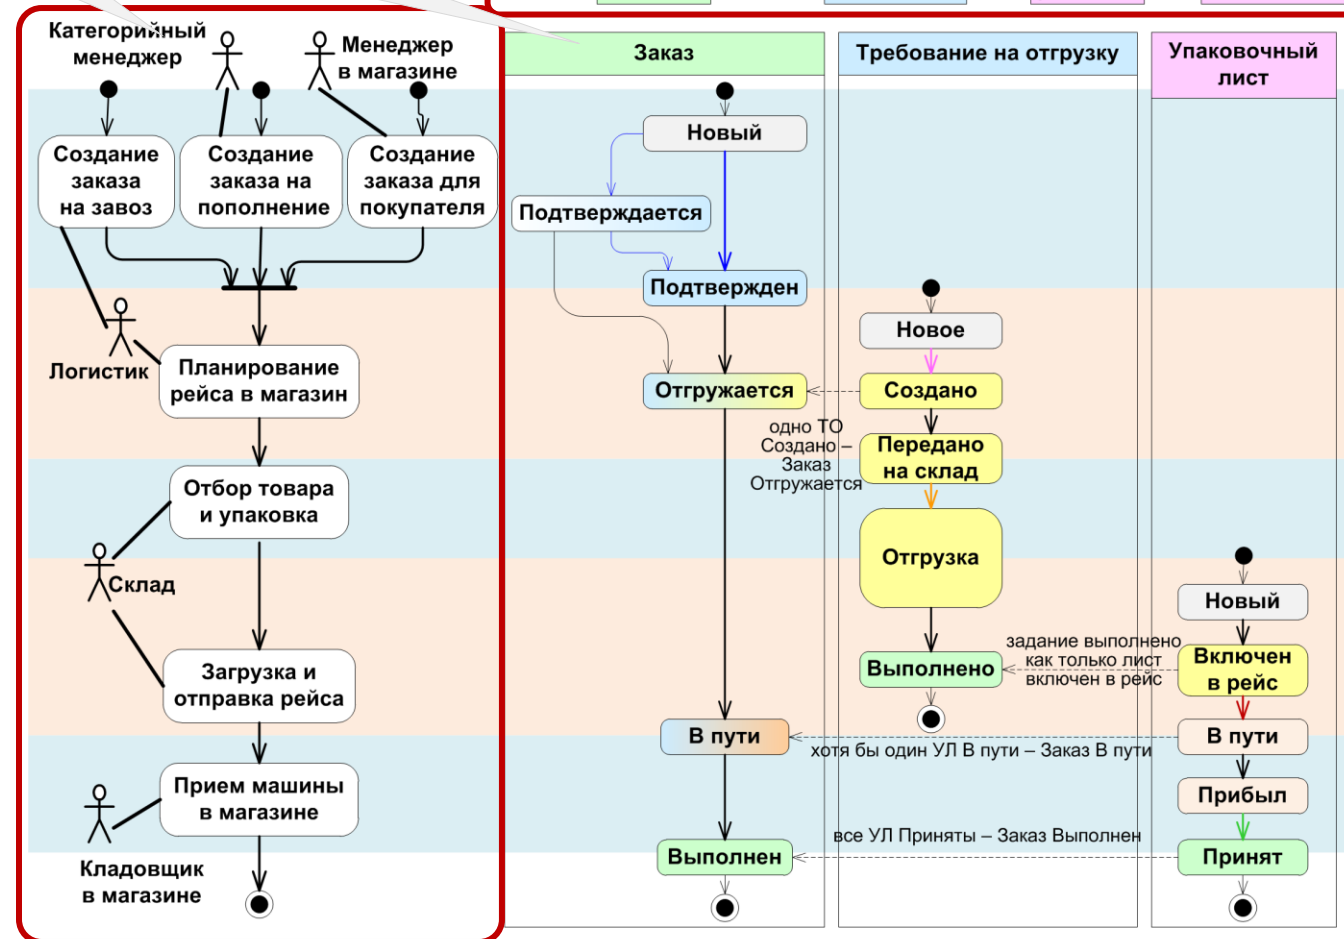 Категорийный
менеджер
Менеджер
в магазине
Создание
заказа
на завоз
Создание
заказа на
пополнение
Создание
заказа для
покупателя
Логистик
Планирование
рейса в магазин
Отбор товара
и упаковка
Склад
Загрузка и
отправка рейса
Прием машины
в магазине
Кладовщик
в магазине
Заказ
Новый
Подтверждается
Подтвержден
Отгружается
В пути
Выполнен
одно ТО
Создано –
Заказ
Отгружается
Требование на отгрузку
Новое
Создано
Передано
на склад
Отгрузка
Выполнено
задание выполнено
как только лист
включен в рейс
хотя бы один УЛ В пути – Заказ В пути
все УЛ Приняты – Заказ Выполнен
Упаковочный
лист
Новый
Включен
в рейс
В пути
Прибыл
Принят